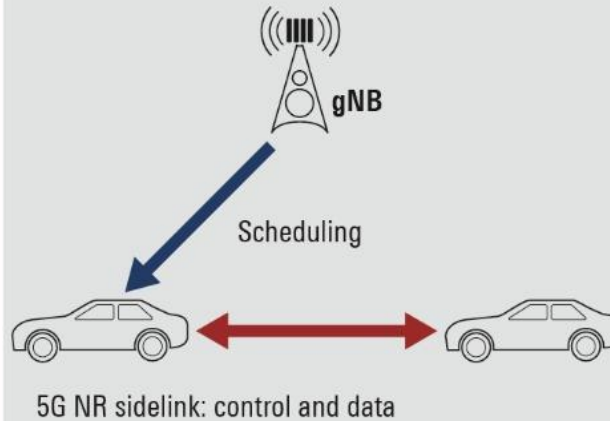 gNB
Scheduling
5G NR sidelink: control and data